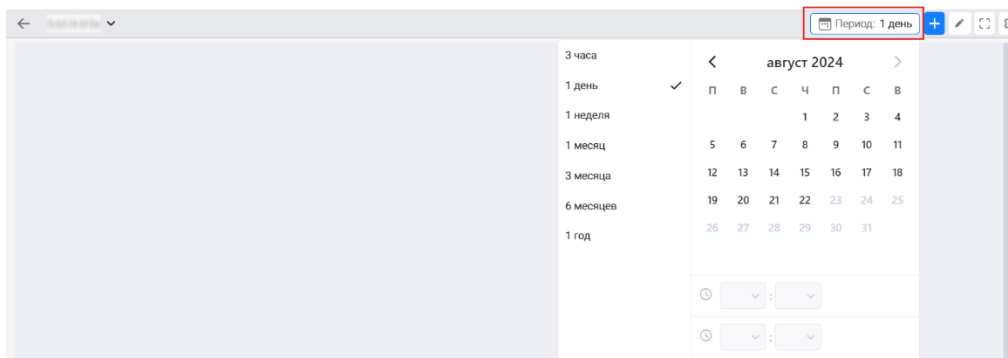 Период: 1 день
3 часа
1 день
1 неделя
1 месяц
3 месяца
6 месяцев
1 год
август 2024
П В С Ч П С В
1 2 3 4
5 6 7 8 9 10 11
12 13 14 15 16 17 18
19 20 21 22 23 24 25
26 27 28 29 30 31
:
: